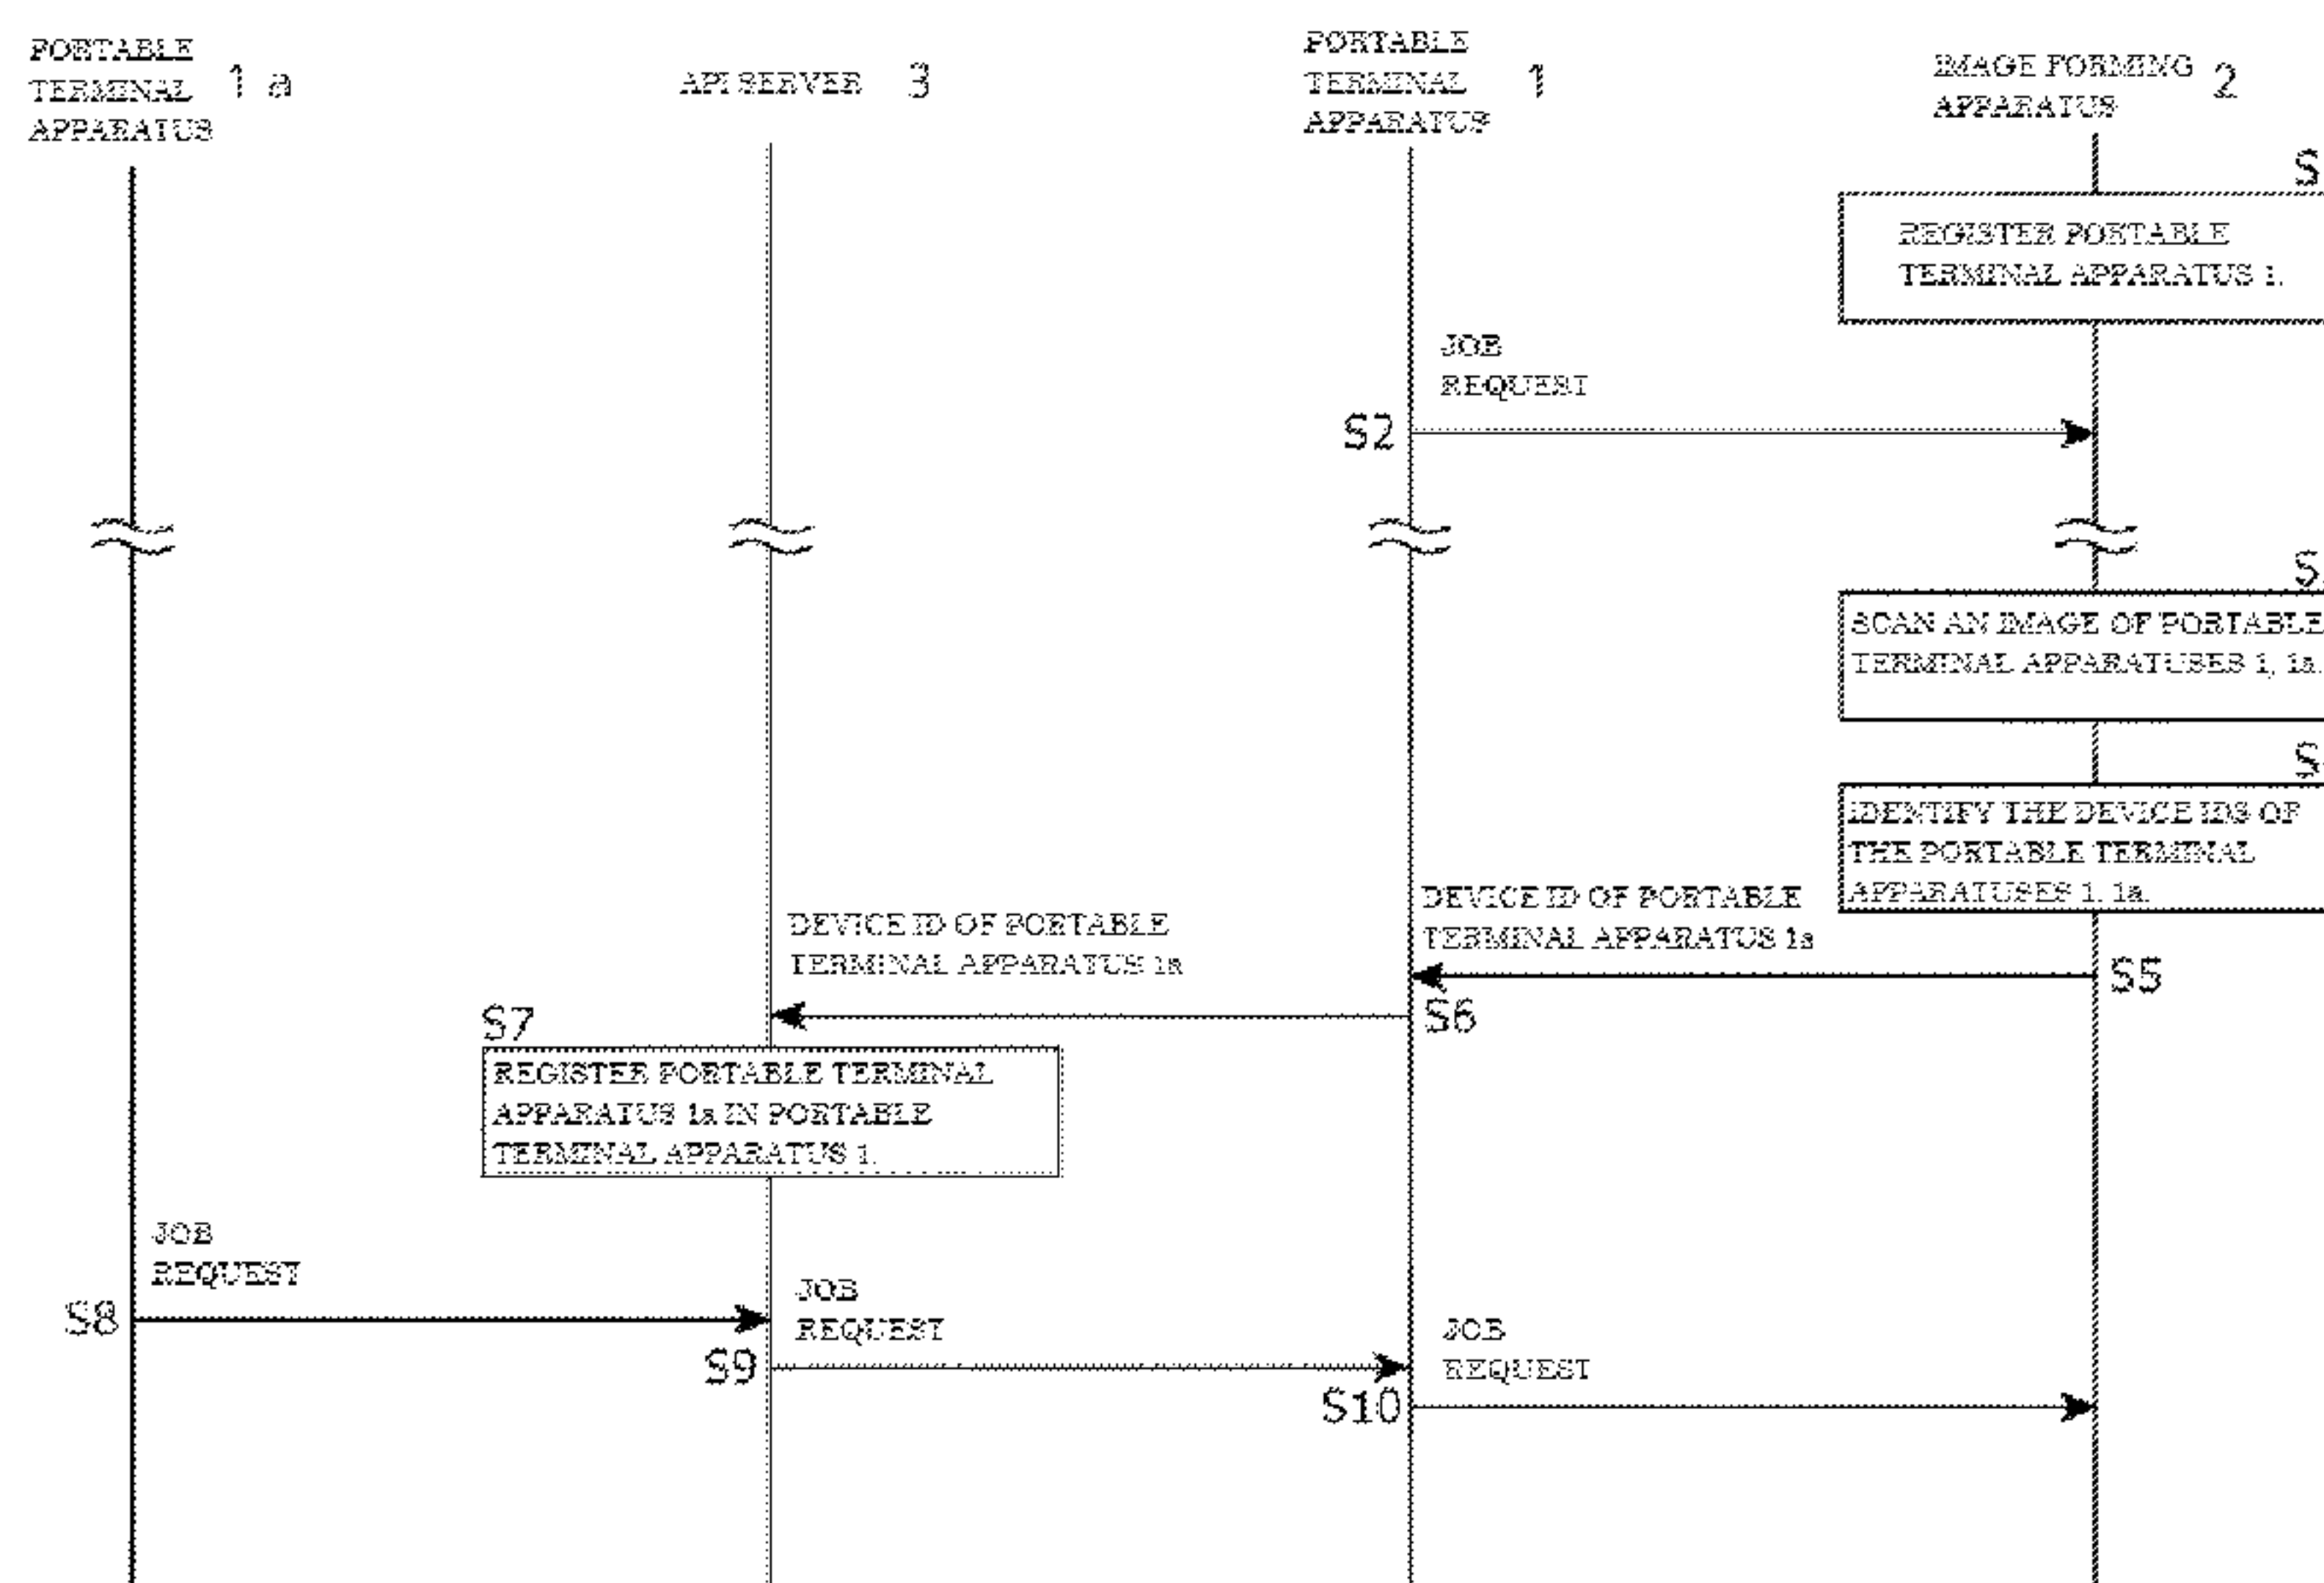 PORTABLE
TERMINAL 1a
APPARATUS
API SERVER 3
PORTABLE
TERMINAL 1
APPARATUS
IMAGE FORMING 2
APPARATUS
S
REGISTER PORTABLE
TERMINAL APPARATUS 1.
JOB
REQUEST
S2
S
SCAN AN IMAGE OF PORTABLE
TERMINAL APPARATUSES 1, 1a.
S
IDENTIFY THE DEVICE IDS OF
THE PORTABLE TERMINAL
APPARATUSES 1, 1a.
DEVICE ID OF PORTABLE
TERMINAL APPARATUS 1a
S5
DEVICE ID OF PORTABLE
TERMINAL APPARATUS 1a
S6
S7
REGISTER PORTABLE TERMINAL
APPARATUS 1a IN PORTABLE
TERMINAL APPARATUS 1.
JOB
REQUEST
S8
JOB
REQUEST
S9
JOB
REQUEST
S10